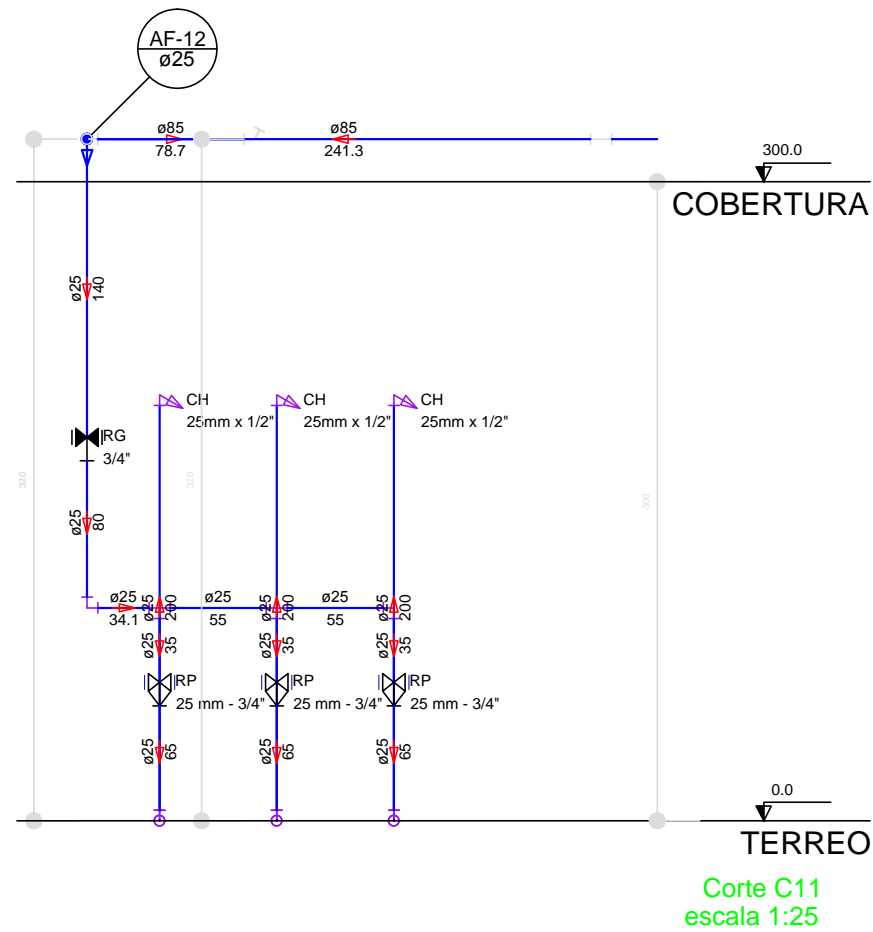 AF-12
ø25
ø85
78.7
ø85
241.3
300.0
COBERTURA
ø25
140
CH
25mm x 1/2"
CH
25mm x 1/2"
CH
25mm x 1/2"
RG
3/4"
320
320
300
ø25
80
ø25
34.1
ø25
200
ø25
55
ø25
200
ø25
55
ø25
200
ø25
35
ø25
35
ø25
35
RP
25 mm - 3/4"
RP
25 mm - 3/4"
RP
25 mm - 3/4"
ø25
65
ø25
65
ø25
65
0.0
TERREO
Corte C11
escala 1:25